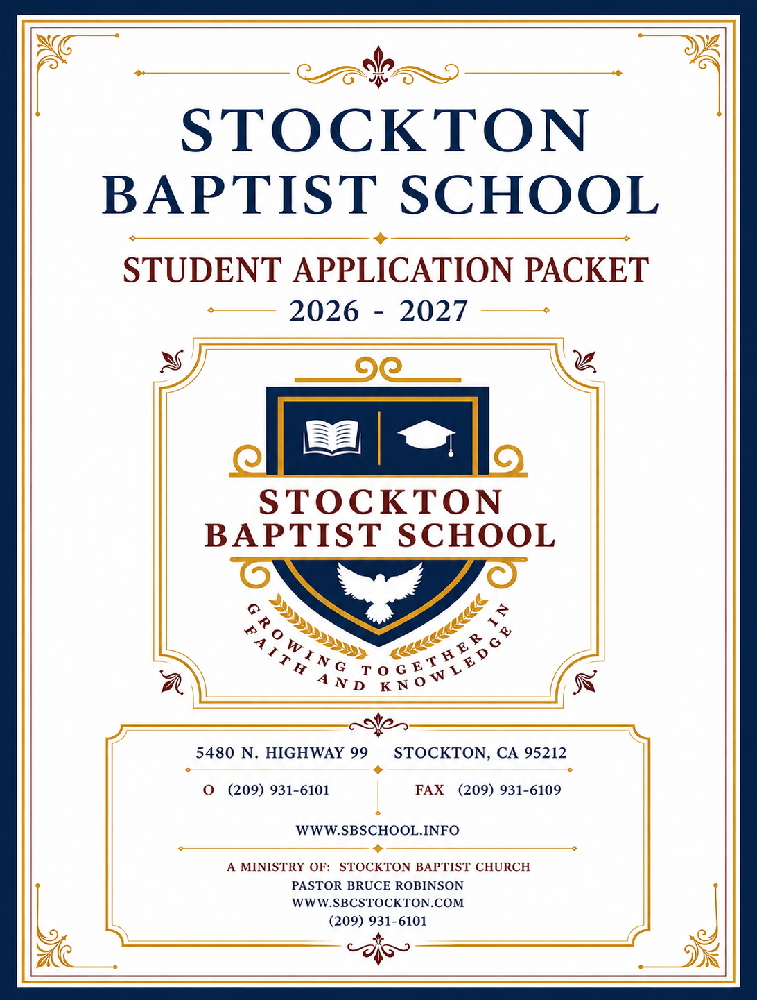 STOCKTON
BAPTIST SCHOOL
STUDENT APPLICATION PACKET
2026 - 2027
STOCKTON
BAPTIST SCHOOL
GROWING TOGETHER IN
FAITH AND KNOWLEDGE
5480 N. HIGHWAY 99 STOCKTON, CA 95212
O (209) 931-6101 FAX (209) 931-6109
WWW.SBSCHOOL.INFO
A MINISTRY OF: STOCKTON BAPTIST CHURCH
PASTOR BRUCE ROBINSON
WWW.SBCSTOCKTON.COM
(209) 931-6101